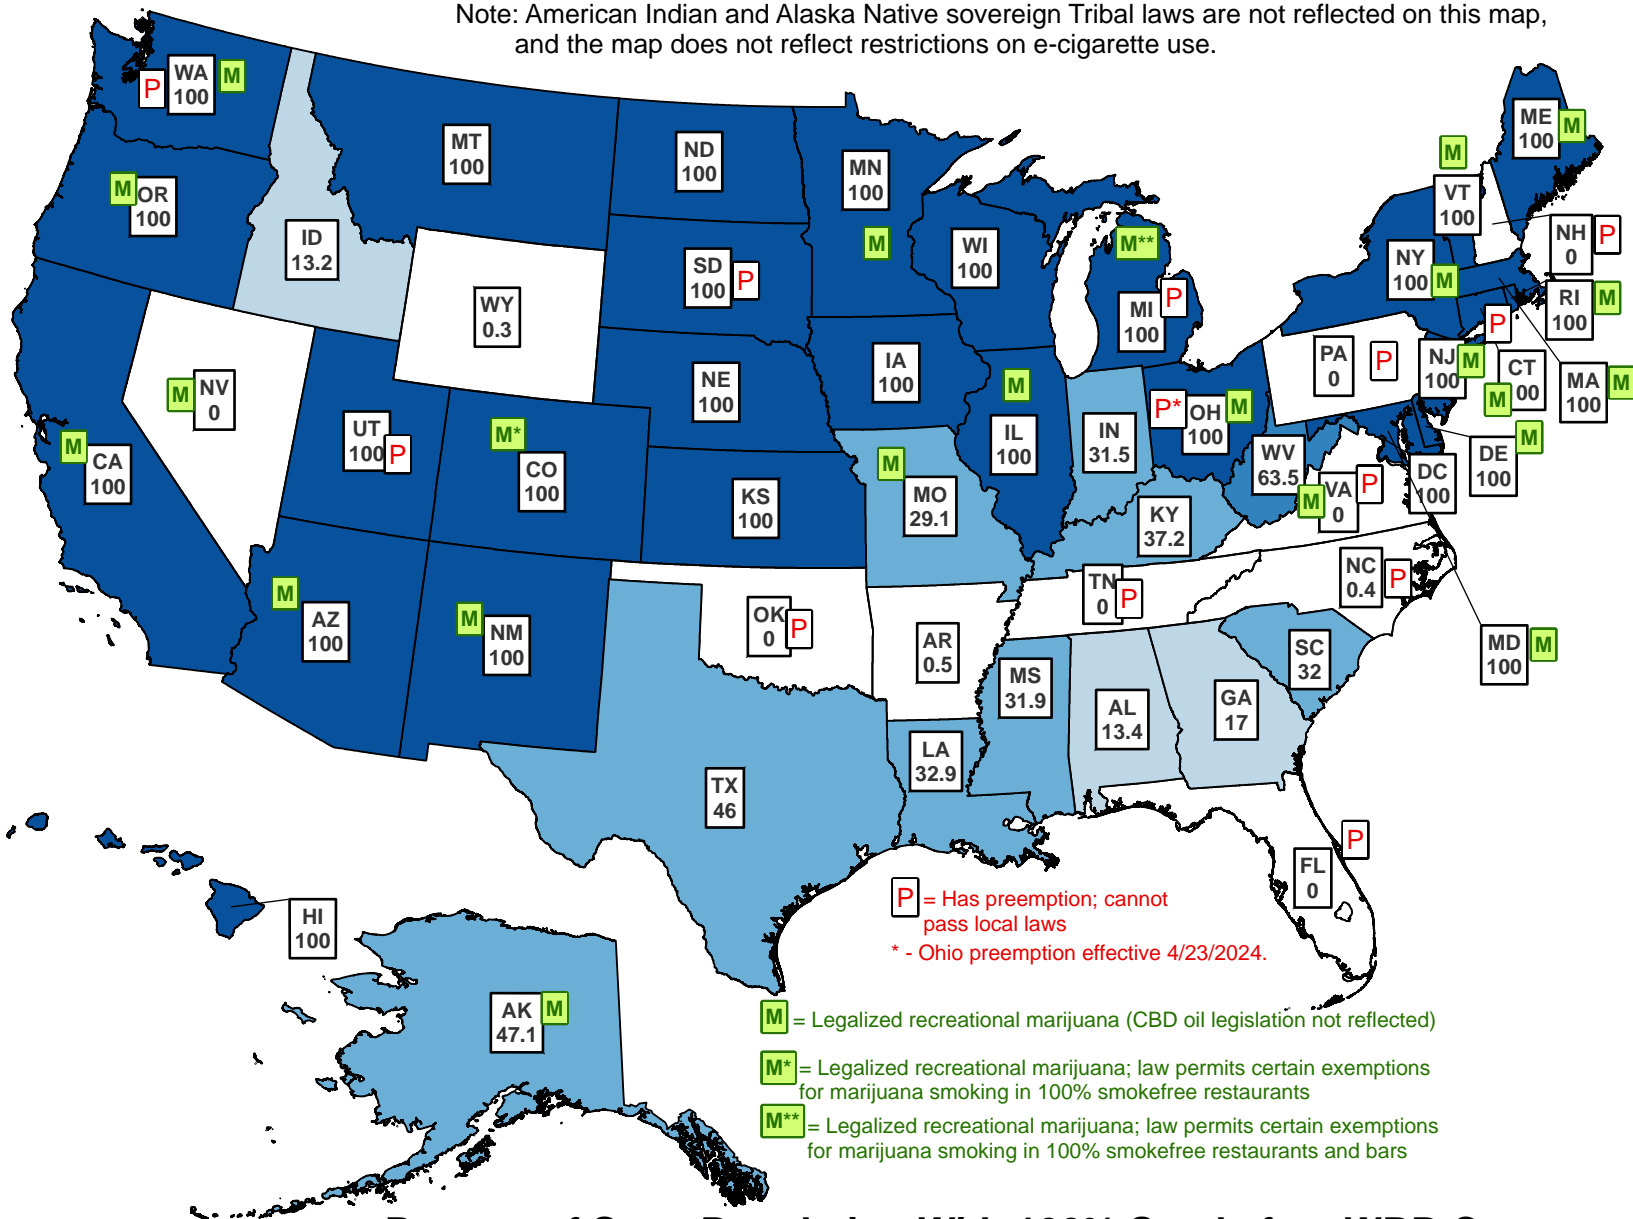 Note: American Indian and Alaska Native sovereign Tribal laws are not reflected on this map,
and the map does not reflect restrictions on e-cigarette use.
P
WA
100
M
MT
100
ND
100
MN
100
M
ME
100
M
M
VT
100
M
OR
100
ID
13.2
WY
0.3
SD
100
P
WI
100
M**
MI
100
P
NY
100
M
NH
0
P
RI
100
M
P
M
NV
0
UT
100
P
M*
CO
100
NE
100
IA
100
M
IL
100
IN
31.5
P*
OH
100
M
PA
0
P
NJ
100
M
CT
00
M
MA
100
M
M
CA
100
KS
100
M
MO
29.1
KY
37.2
WV
63.5
M
VA
0
P
DC
100
DE
100
M
M
AZ
100
M
NM
100
OK
0
P
AR
0.5
TN
0
P
NC
0.4
P
MD
100
M
TX
46
LA
32.9
MS
31.9
AL
13.4
GA
17
SC
32
FL
0
P
HI
100
AK
47.1
M
P = Has preemption; cannot
pass local laws
* - Ohio preemption effective 4/23/2024.
M = Legalized recreational marijuana (CBD oil legislation not reflected)
M* = Legalized recreational marijuana; law permits certain exemptions
for marijuana smoking in 100% smokefree restaurants
M** = Legalized recreational marijuana; law permits certain exemptions
for marijuana smoking in 100% smokefree restaurants and bars